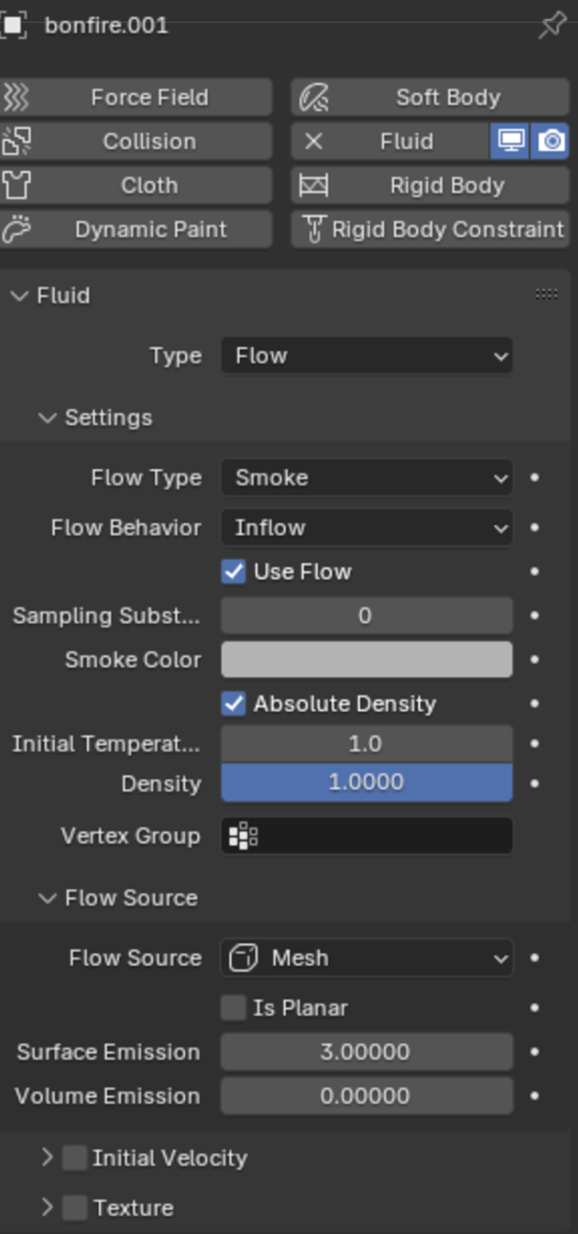 bonfire.001
Force Field Soft Body
Collision Fluid
Cloth Rigid Body
Dynamic Paint Rigid Body Constraint
Fluid
Type Flow
Settings
Flow Type Smoke
Flow Behavior Inflow
Use Flow
Sampling Subst... 0
Smoke Color
Absolute Density
Initial Temperat... 1.0
Density 1.0000
Vertex Group
Flow Source
Flow Source Mesh
Is Planar
Surface Emission 3.00000
Volume Emission 0.00000
Initial Velocity
Texture